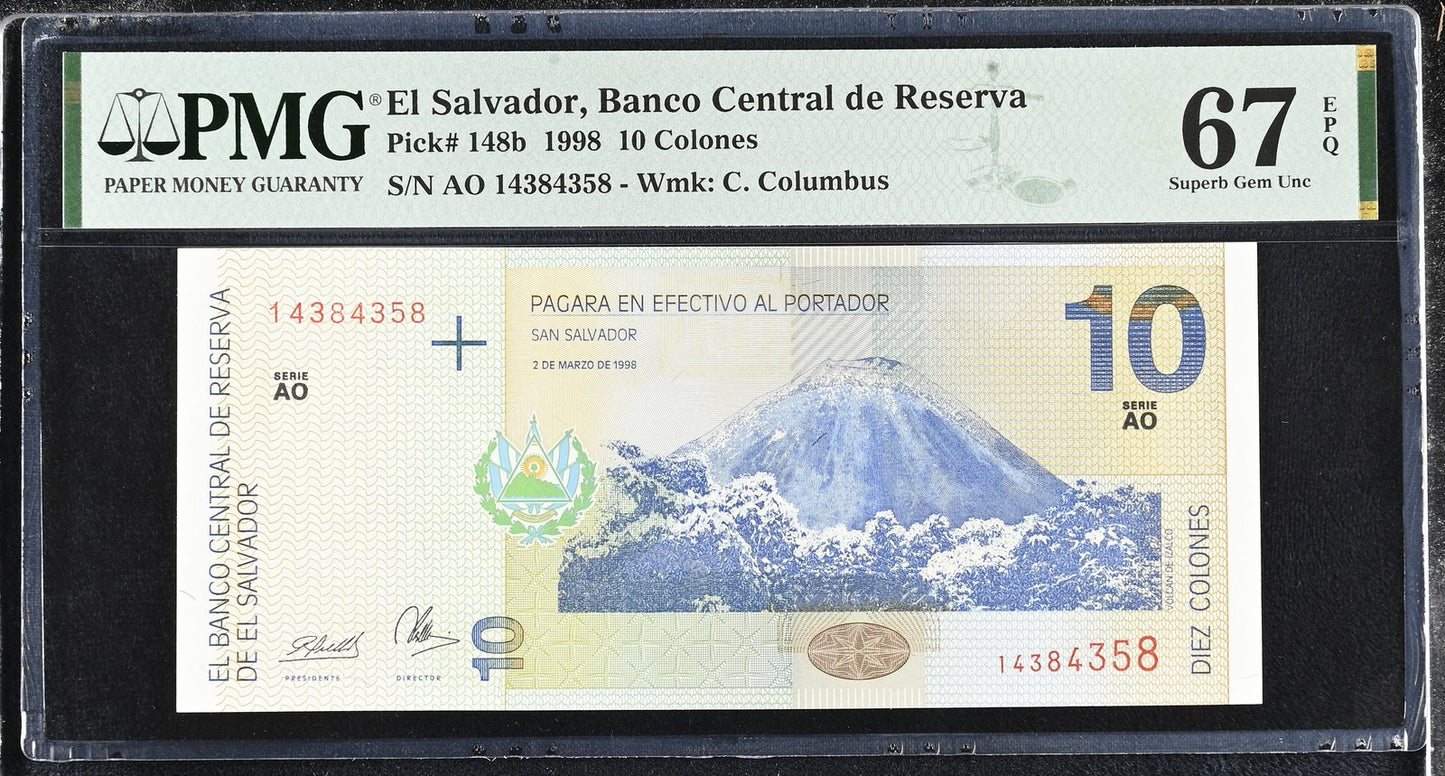 PMG®
PAPER MONEY GUARANTY
El Salvador, Banco Central de Reserva
Pick# 148b 1998 10 Colones
S/N AO 14384358 - Wmk: C. Columbus
67
EPQ
Superb Gem Unc
EL BANCO CENTRAL DE RESERVA
DE EL SALVADOR
14384358
SERIE
AO
PAGARA EN EFECTIVO AL PORTADOR
SAN SALVADOR
2 DE MARZO DE 1998
10
SERIE
AO
VOLCAN DE IZALCO
DIEZ COLONES
PRESIDENTE
DIRECTOR
10
14384358